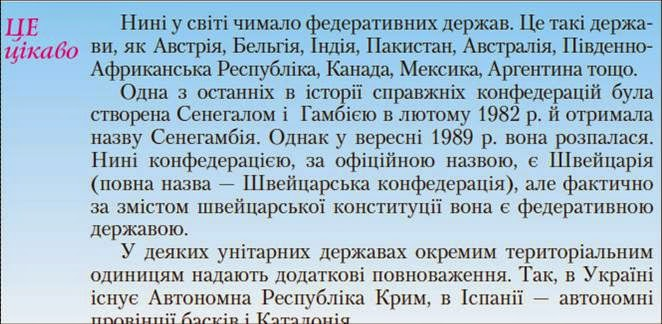 ЦЕ
цікаво
Нині у світі чимало федеративних держав. Це такі держа-
ви, як Австрія, Бельгія, Індія, Пакистан, Австралія, Південно-
Африканська Республіка, Канада, Мексика, Аргентина тощо.
Одна з останніх в історії справжніх конфедерацій була
створена Сенегалом і Гамбією в лютому 1982 р. й отримала
назву Сенегамбія. Однак у вересні 1989 р. вона розпалася.
Нині конфедерацією, за офіційною назвою, є Швейцарія
(повна назва — Швейцарська конфедерація), але фактично
за змістом швейцарської конституції вона є федеративною
державою.
У деяких унітарних державах окремим територіальним
одиницям надають додаткові повноваження. Так, в Україні
існує Автономна Республіка Крим, в Іспанії — автономні
провінції басків і Каталонія.